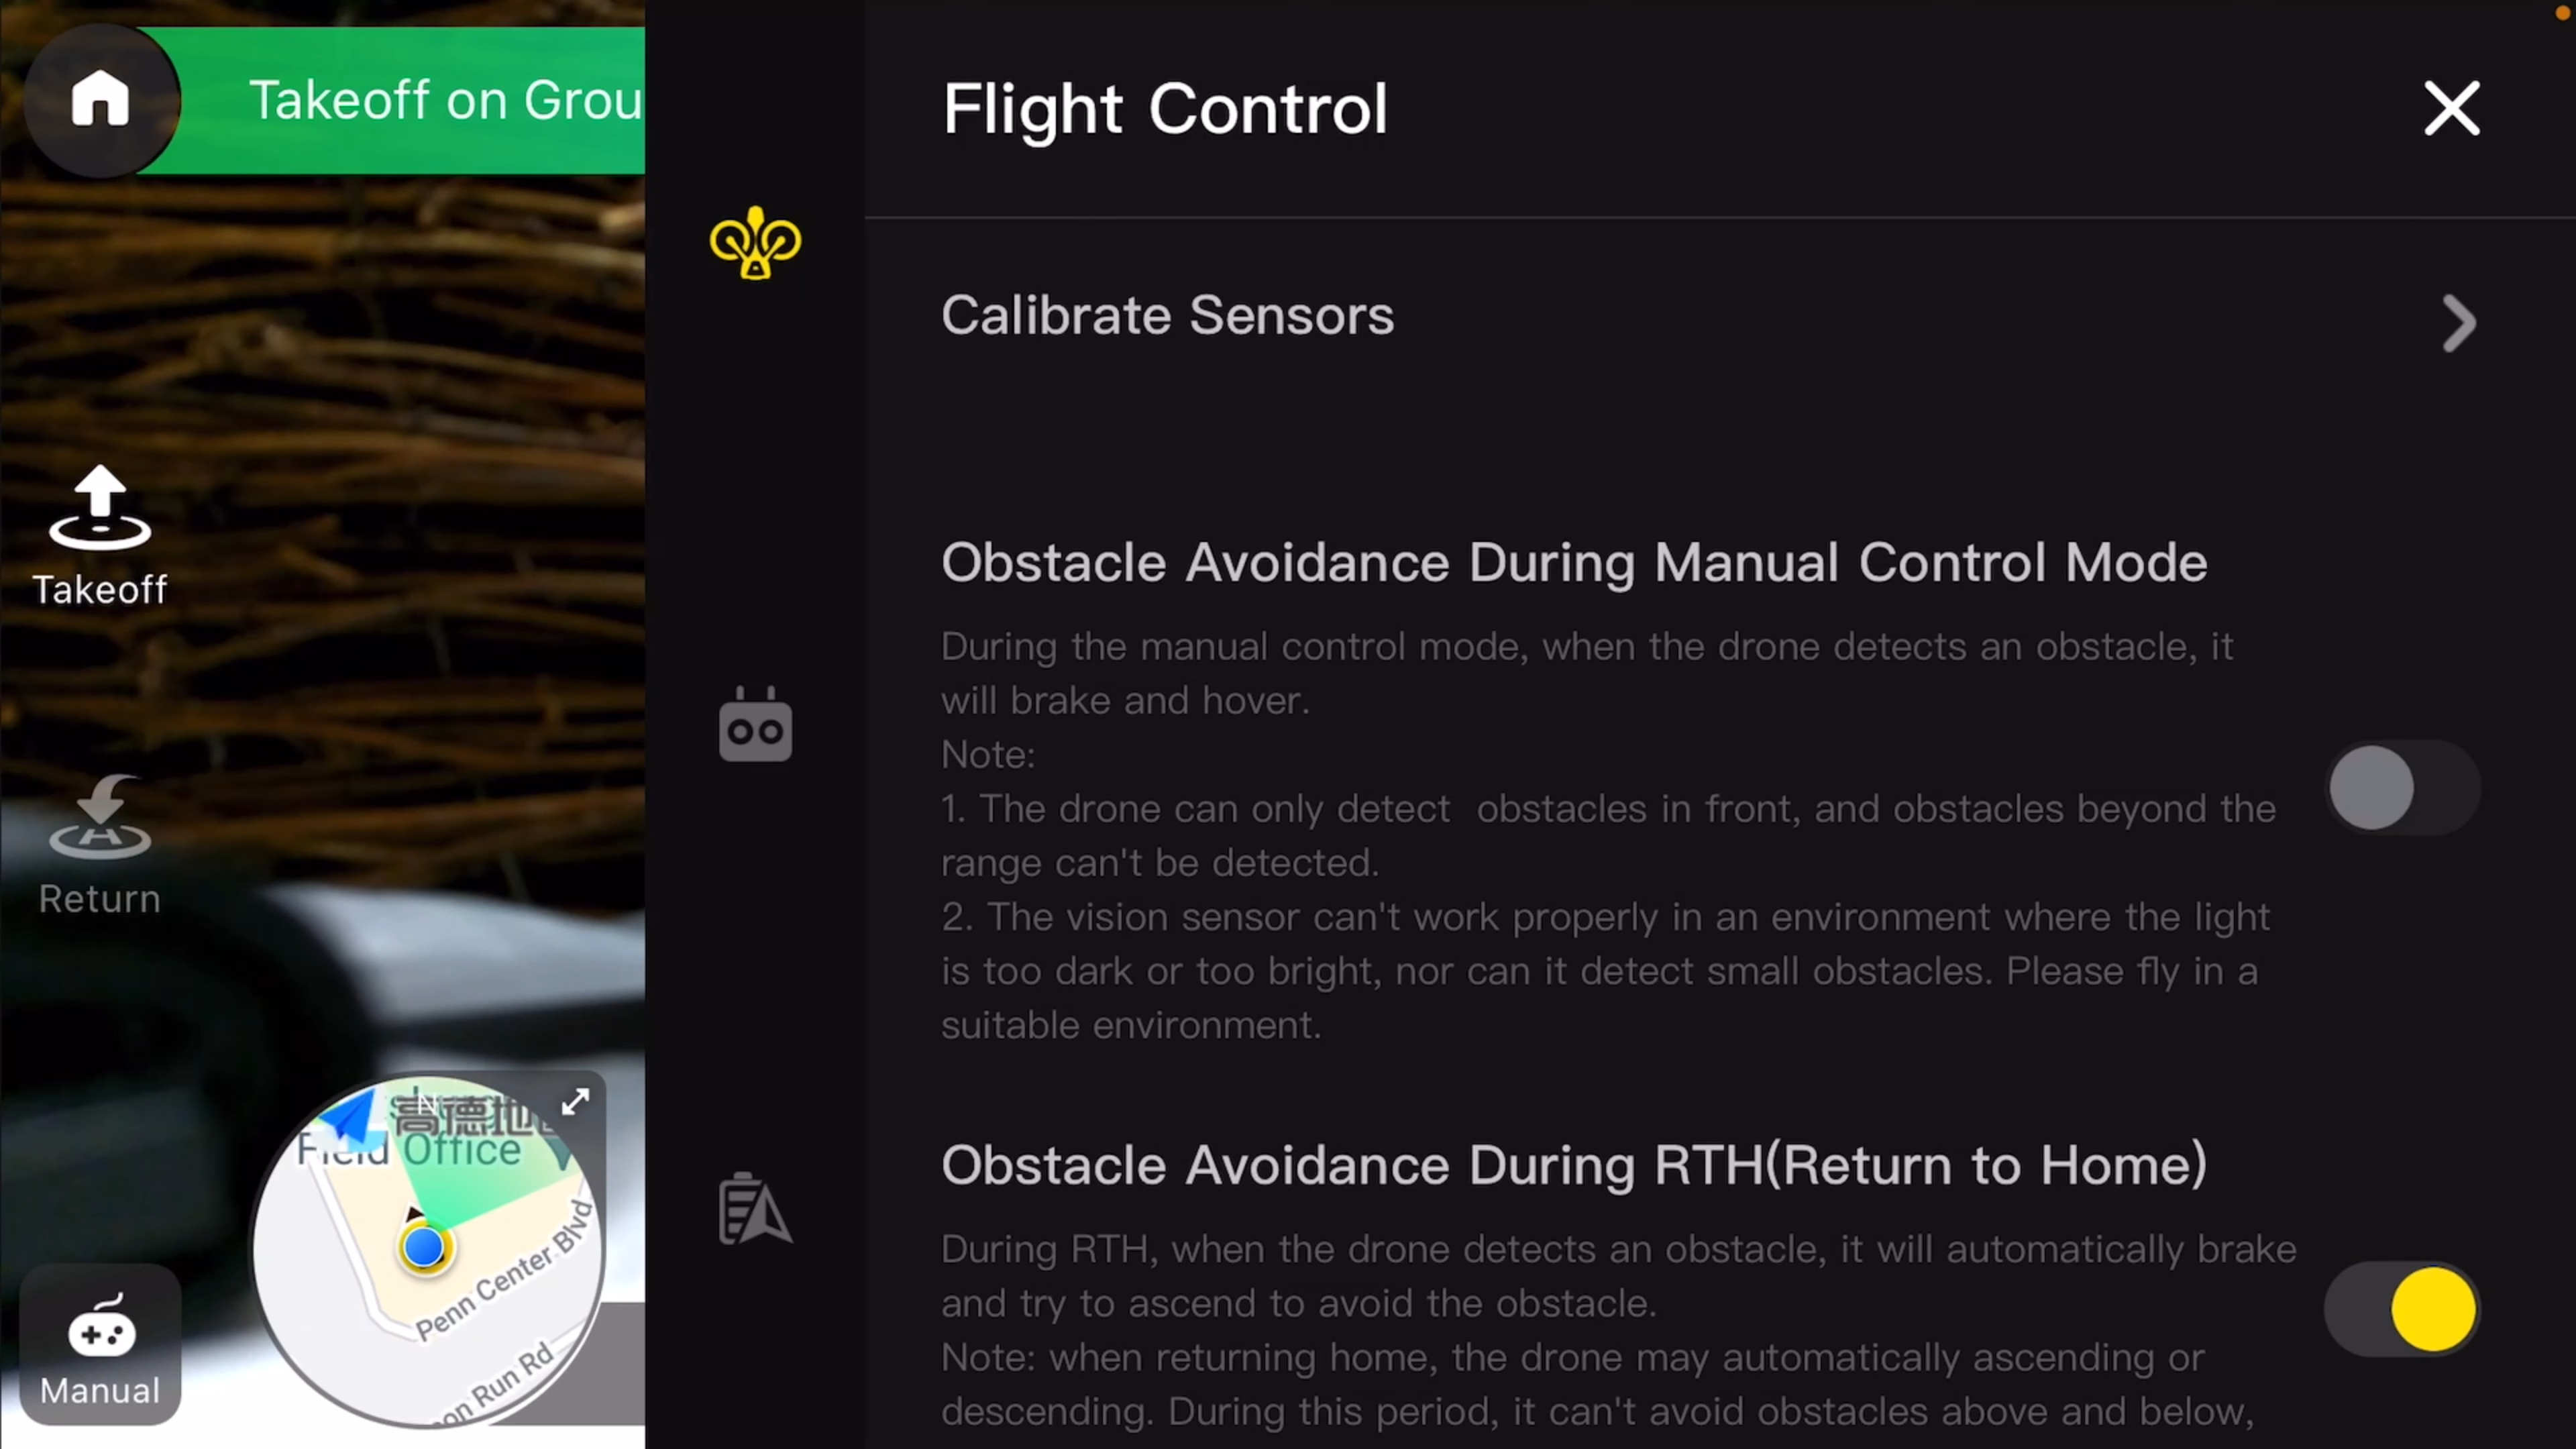 Takeoff on Grou
Flight Control
Calibrate Sensors
Takeoff
Obstacle Avoidance During Manual Control Mode
During the manual control mode, when the drone detects an obstacle, it
will brake and hover.
Note:
1. The drone can only detect  obstacles in front, and obstacles beyond the
range can't be detected.
2. The vision sensor can't work properly in an environment where the light
is too dark or too bright, nor can it detect small obstacles. Please fly in a
suitable environment.
Return
Obstacle Avoidance During RTH(Return to Home)
During RTH, when the drone detects an obstacle, it will automatically brake
and try to ascend to avoid the obstacle.
Note: when returning home, the drone may automatically ascending or
descending. During this period, it can't avoid obstacles above and below,
N
高德地
Field Office
Penn Center Blvd
on Run Rd
Manual